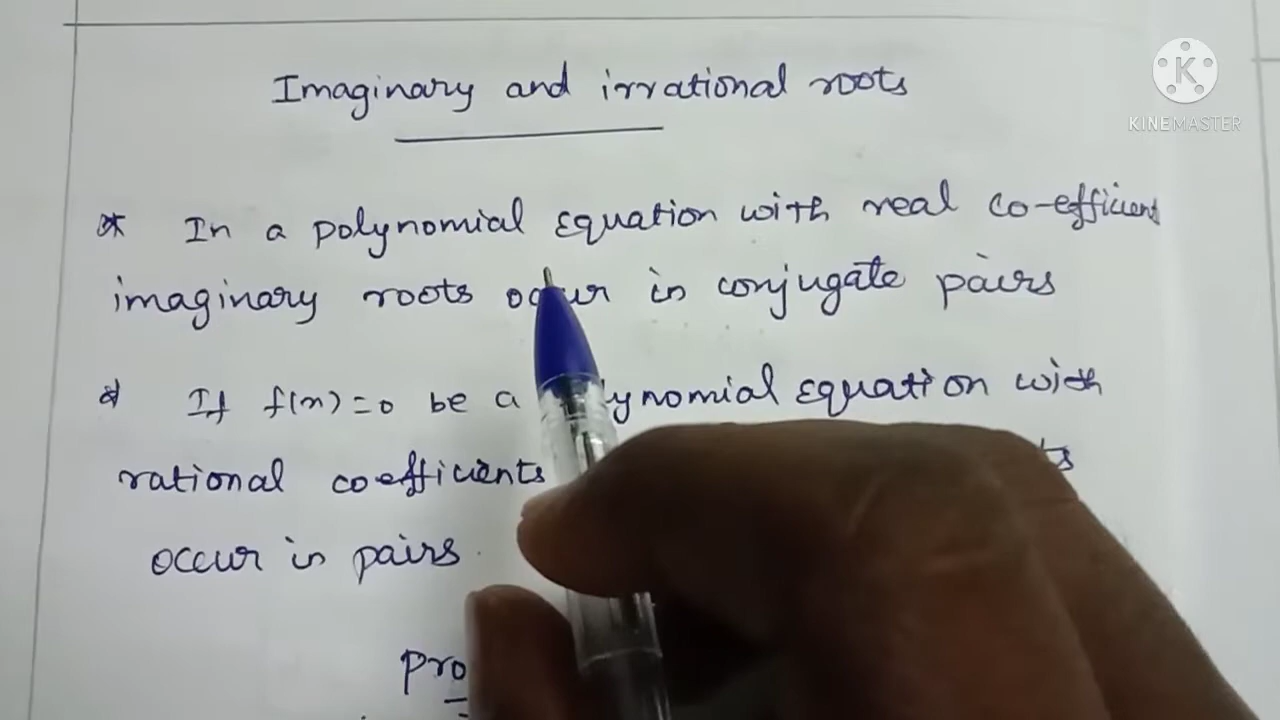 Imaginary and irrational roots
KINEMASTER
In a polynomial equation with real co-efficient
imaginary roots occur in conjugate pairs
If f(x)=0 be a polynomial equation with
rational coefficients
occur in pairs.